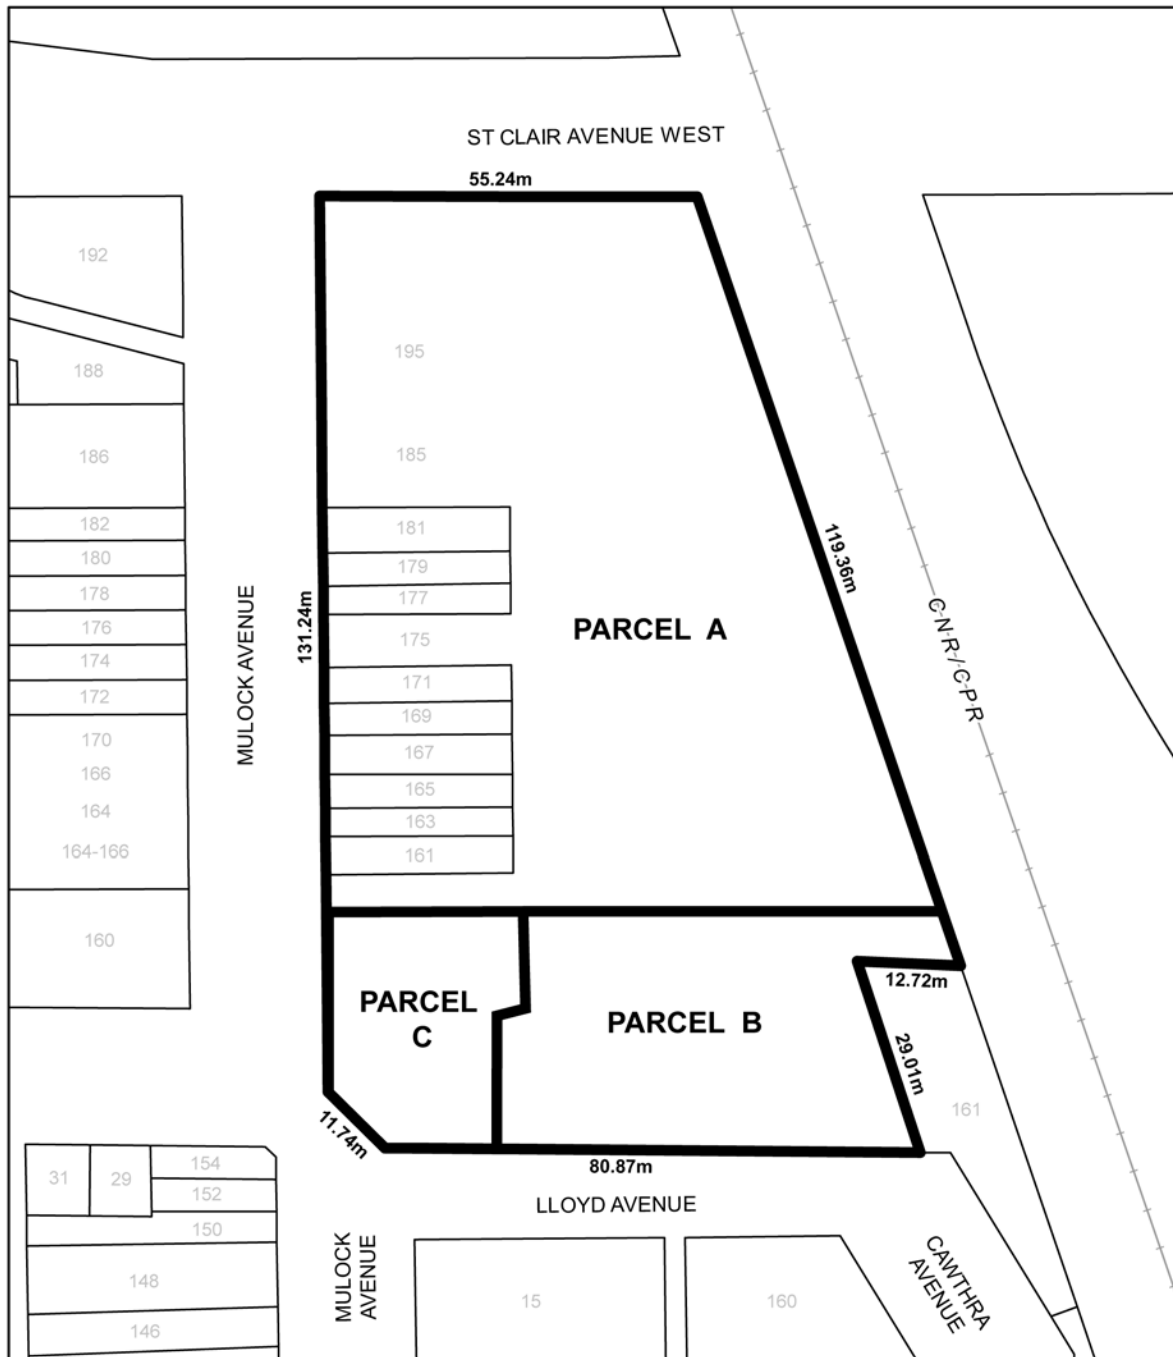 ST CLAIR AVENUE WEST
55.24m
192
188
186
182
180
178
176
174
172
170
166
164
164-166
160
MULOCK AVENUE
131.24m
195
185
181
179
177
175
171
169
167
165
163
161
PARCEL A
119.36m
C-N-R-/-C-P-R
PARCEL
C
PARCEL B
12.72m
29.01m
161
11.74m
80.87m
LLOYD AVENUE
31
29
154
152
150
148
146
MULOCK
AVENUE
15
160
CAWTHRA
AVENUE